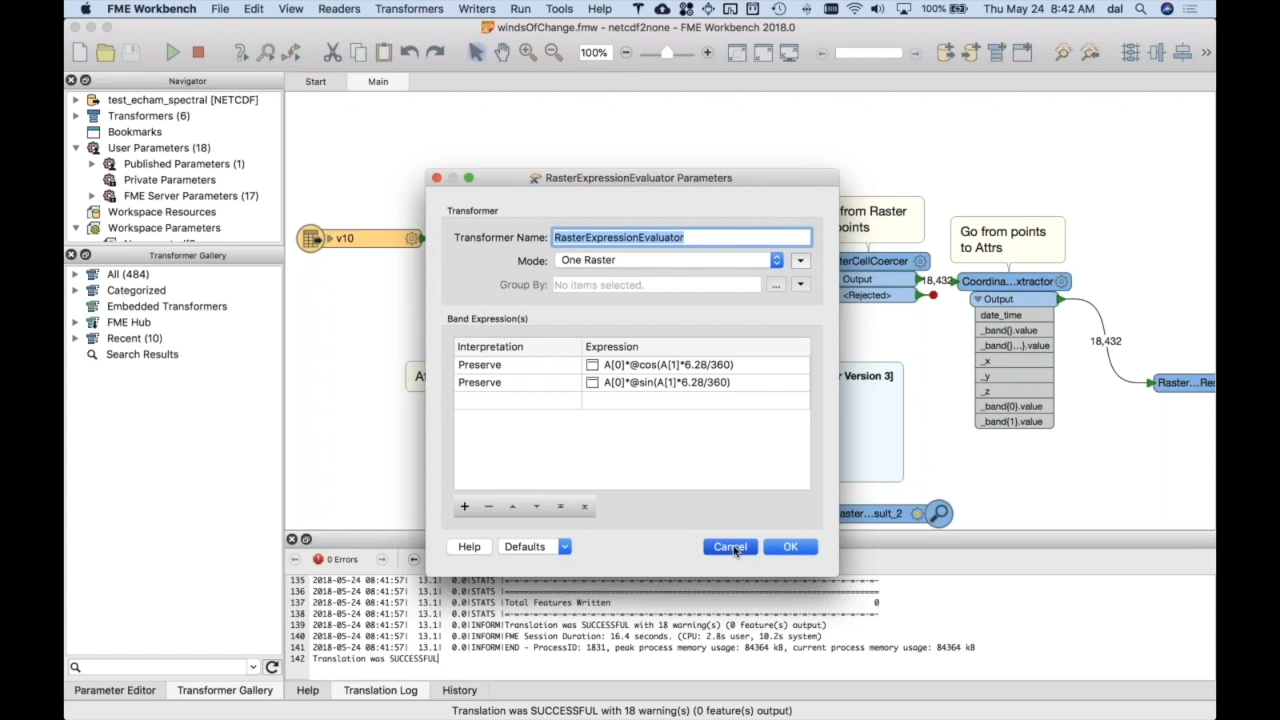 FME Workbench File Edit View Readers Transformers Writers Run Tools Help 100% Thu May 24 8:42 AM dal
windsOfChange.fmw - netcdf2none - FME Workbench 2018.0
100%
Navigator
Start Main
test_echam_spectral [NETCDF]
Transformers (6)
Bookmarks
User Parameters (18)
Published Parameters (1)
Private Parameters
FME Server Parameters (17)
Workspace Resources
Workspace Parameters
Transformer Gallery
All (484)
Categorized
Embedded Transformers
FME Hub
Recent (10)
Search Results
v10
RasterExpressionEvaluator Parameters
Transformer
Transformer Name: RasterExpressionEvaluator
Mode: One Raster
Group By: No items selected.
Band Expression(s)
Interpretation Expression
Preserve A[0]*@cos(A[1]*6.28/360)
Preserve A[0]*@sin(A[1]*6.28/360)
Help Defaults Cancel OK
from Raster
points
terCellCoercer
Output
<Rejected>
18,432
Go from points
to Attrs
Coordina...xtractor
Output
date_time
_band{}.value
_band{}...}.value
_x
_y
_z
_band{0}.value
_band{1}.value
18,432
Raster...Res
r Version 3]
At
aster...sult_2
0 Errors
135 2018-05-24 08:41:57| 13.1| 0.0|STATS |=-=-=-=-=-=-=-=-=-=-=-=-=-=-=-=-=-=-=-=-=-=-=-=-=-=-=-=-=-=-=-=-=-=-=-=-=-=-=-
136 2018-05-24 08:41:57| 13.1| 0.0|STATS |==============================================================================
137 2018-05-24 08:41:57| 13.1| 0.0|STATS |Total Features Written 0
138 2018-05-24 08:41:57| 13.1| 0.0|STATS |=-=-=-=-=-=-=-=-=-=-=-=-=-=-=-=-=-=-=-=-=-=-=-=-=-=-=-=-=-=-=-=-=-=-=-=-=-=-=-
139 2018-05-24 08:41:57| 13.1| 0.0|INFORM|Translation was SUCCESSFUL with 18 warning(s) (0 feature(s) output)
140 2018-05-24 08:41:57| 13.1| 0.0|INFORM|FME Session Duration: 16.4 seconds. (CPU: 2.8s user, 10.2s system)
141 2018-05-24 08:41:57| 13.1| 0.0|INFORM|END - ProcessID: 1831, peak process memory usage: 84364 kB, current process memory usage: 84364 kB
142 Translation was SUCCESSFUL
Parameter Editor Transformer Gallery Help Translation Log History
Translation was SUCCESSFUL with 18 warning(s) (0 feature(s) output)